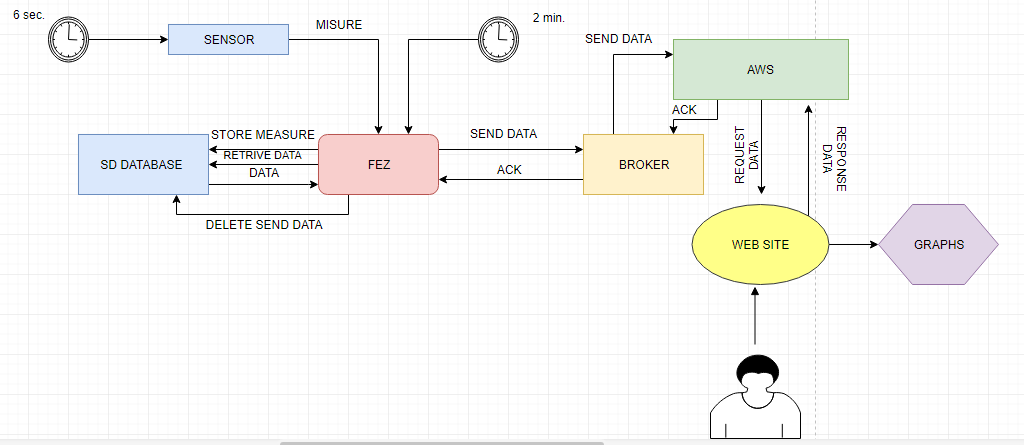 6 sec.
2 min.
MISURE
SENSOR
SEND DATA
AWS
ACK
STORE MEASURE
SEND DATA
RETRIVE DATA
SD DATABASE
FEZ
BROKER
DATA
ACK
REQUEST
DATA
RESPONSE
DATA
DELETE SEND DATA
WEB SITE
GRAPHS